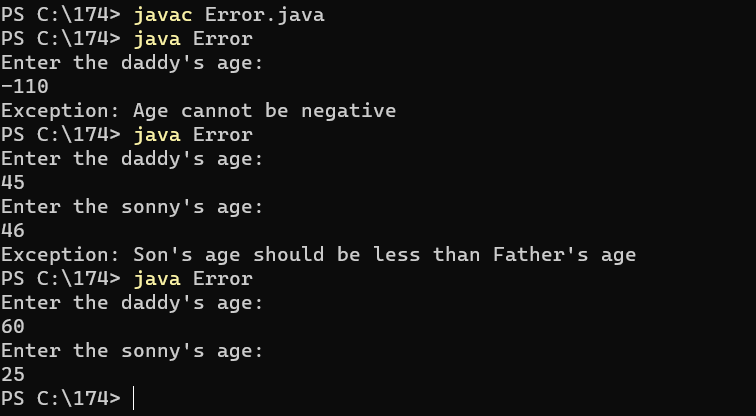 PS C:\174> javac Error.java
PS C:\174> java Error
Enter the daddy's age:
-110
Exception: Age cannot be negative
PS C:\174> java Error
Enter the daddy's age:
45
Enter the sonny's age:
46
Exception: Son's age should be less than Father's age
PS C:\174> java Error
Enter the daddy's age:
60
Enter the sonny's age:
25
PS C:\174>